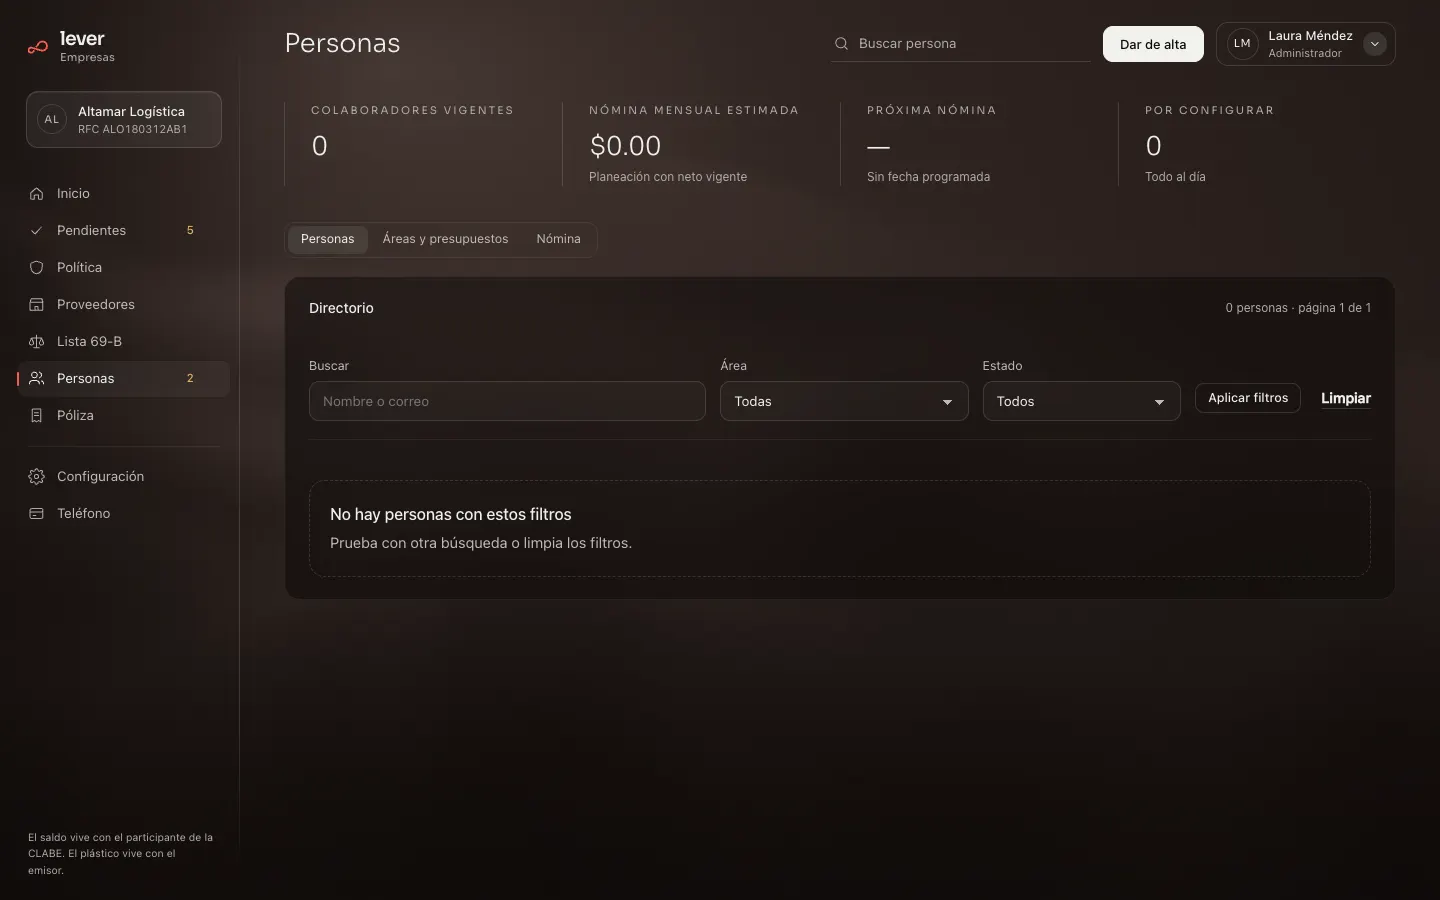 lever
Empresas
AL
Altamar Logística
RFC ALO180312AB1
Inicio
Pendientes 5
Política
Proveedores
Lista 69-B
Personas 2
Póliza
Configuración
Teléfono
El saldo vive con el participante de la
CLABE. El plástico vive con el
emisor.
Personas
Buscar persona
Dar de alta
LM
Laura Méndez
Administrador
COLABORADORES VIGENTES
0
NÓMINA MENSUAL ESTIMADA
$0.00
Planeación con neto vigente
PRÓXIMA NÓMINA
—
Sin fecha programada
POR CONFIGURAR
0
Todo al día
Personas Áreas y presupuestos Nómina
Directorio
0 personas · página 1 de 1
Buscar
Nombre o correo
Área
Todas
Estado
Todos
Aplicar filtros
Limpiar
No hay personas con estos filtros
Prueba con otra búsqueda o limpia los filtros.